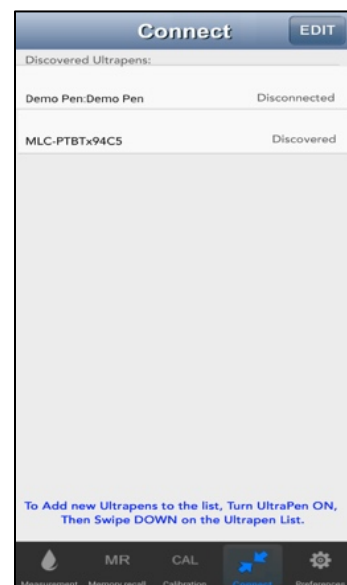 Connect EDIT
Discovered Ultrapens:
Demo Pen:Demo Pen Disconnected
MLC-PTBTx94C5 Discovered
To Add new Ultrapens to the list, Turn UltraPen ON,
Then Swipe DOWN on the Ultrapen List.
MR CAL
Measurement Memory recall Calibration Connect Preferences